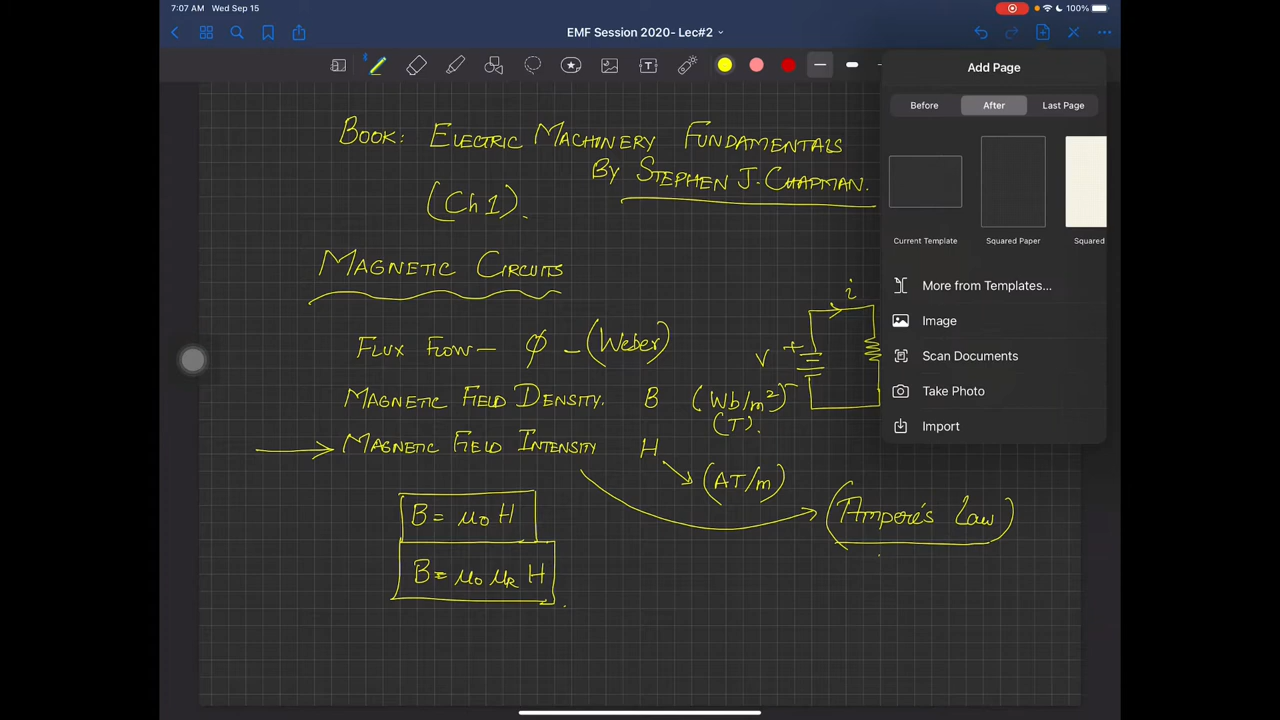 7:07 AM Wed Sep 15
100%
EMF Session 2020- Lec#2
Add Page
Before After Last Page
Current Template Squared Paper Squared
More from Templates...
Image
Scan Documents
Take Photo
Import
BOOK: ELECTRIC MACHINERY FUNDAMENTALS
BY STEPHEN J. CHAPMAN.
(Ch 1).
MAGNETIC CIRCUITS
FLUX FLOW — φ - (Weber)
MAGNETIC FIELD DENSITY. B (Wb/m²)
(T).
MAGNETIC FIELD INTENSITY H
(AT/m)
i
V +
-
(Ampere's Law)
B = μ0 H
B = μ0 μR H